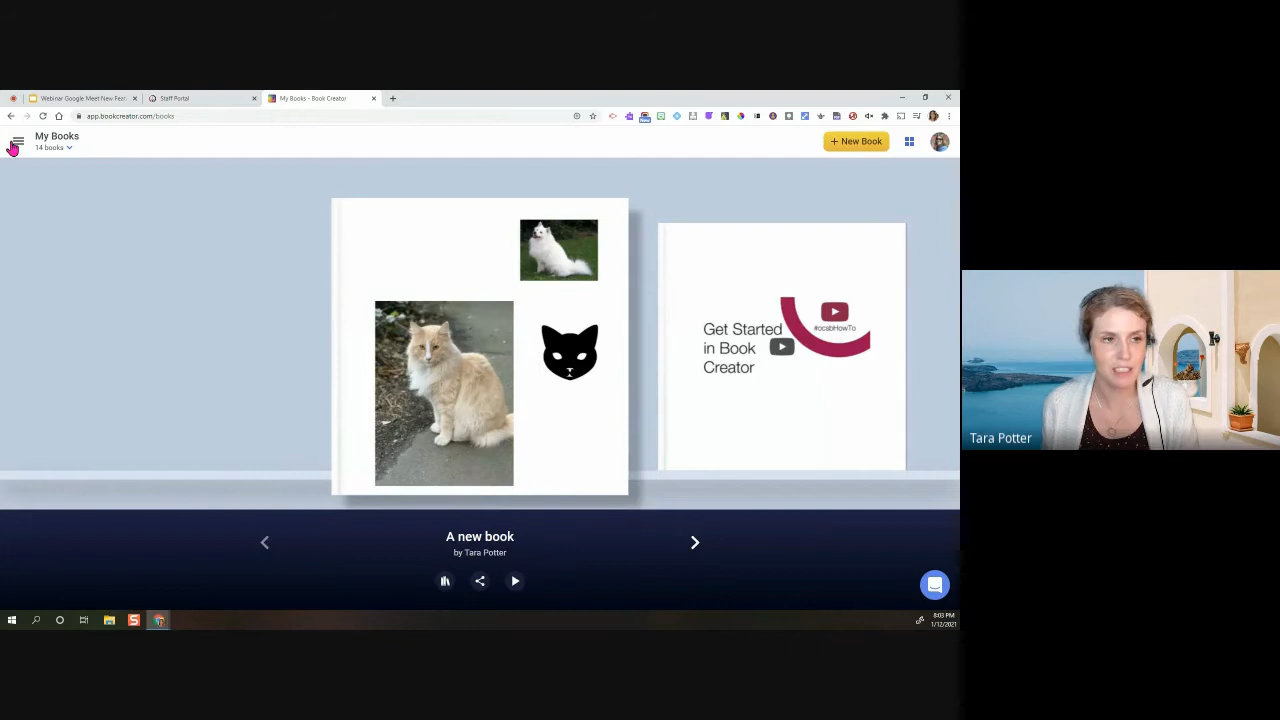 Webinar Google Meet New Feat
Staff Portal
My Books - Book Creator
app.bookcreator.com/books
My Books
14 books
+ New Book
Get Started
in Book
Creator
#ocsbHowTo
A new book
by Tara Potter
Tara Potter
8:03 PM
1/12/2021